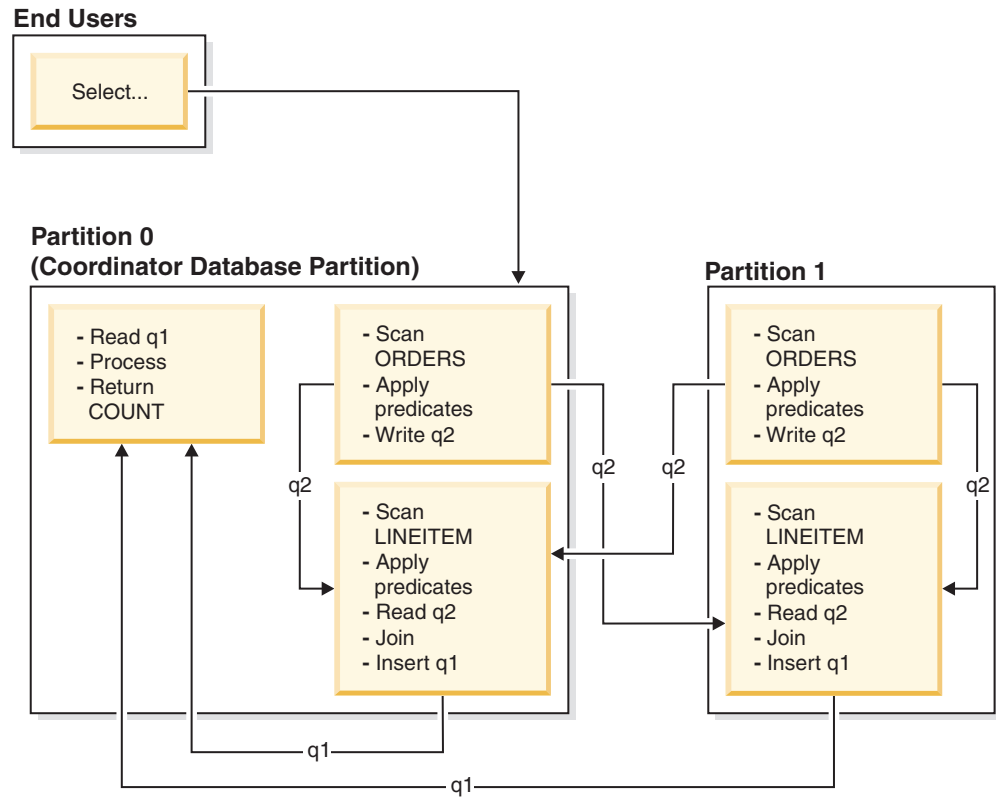 End Users
Select...
Partition 0
(Coordinator Database Partition)
- Read q1
- Process
- Return
COUNT
- Scan
ORDERS
- Apply
predicates
- Write q2
q2
- Scan
LINEITEM
- Apply
predicates
- Read q2
- Join
- Insert q1
q2
q2
Partition 1
- Scan
ORDERS
- Apply
predicates
- Write q2
q2
- Scan
LINEITEM
- Apply
predicates
- Read q2
- Join
- Insert q1
q1
q1